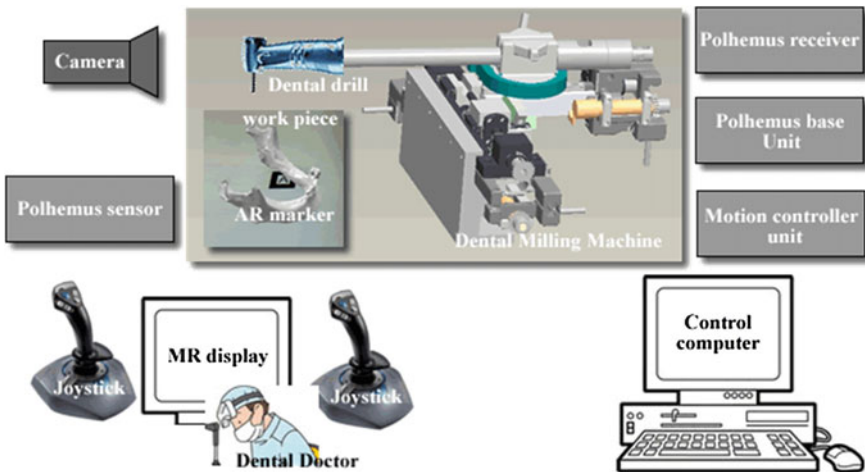 Camera
Dental drill
work piece
AR marker
Dental Milling Machine
Polhemus receiver
Polhemus base
Unit
Polhemus sensor
Motion controller
unit
Joystick
MR display
Joystick
Dental Doctor
Control
computer